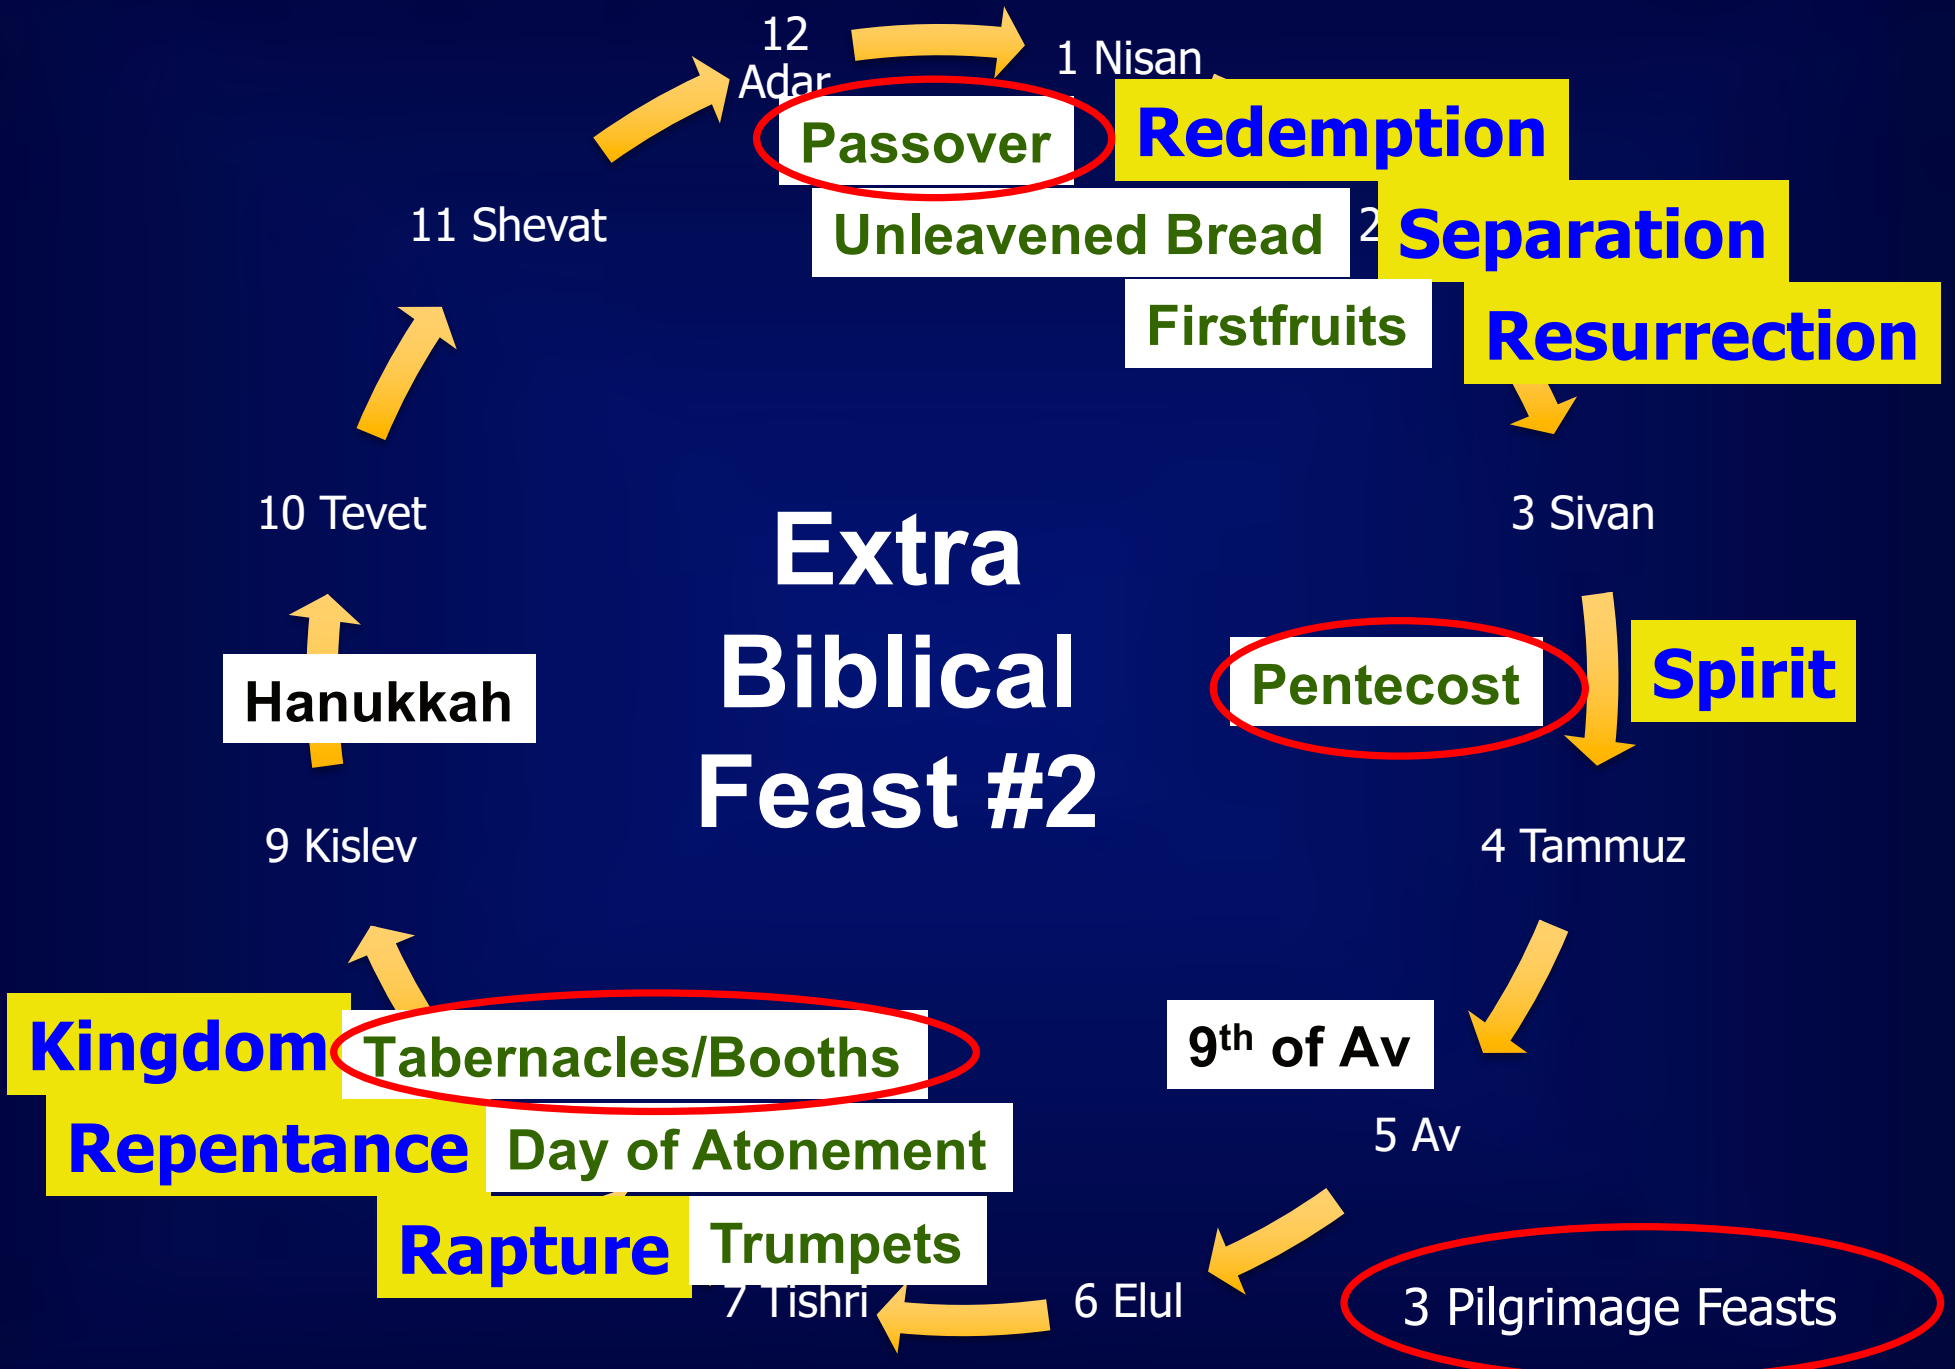 12
Adar
1 Nisan
Passover
Redemption
Unleavened Bread
2
Separation
Firstfruits
Resurrection
11 Shevat
10 Tevet
3 Sivan
Extra
Biblical
Feast #2
Hanukkah
Pentecost
Spirit
9 Kislev
4 Tammuz
Kingdom
Tabernacles/Booths
9th of Av
Repentance
Day of Atonement
5 Av
Rapture
Trumpets
7 Tishri
6 Elul
3 Pilgrimage Feasts